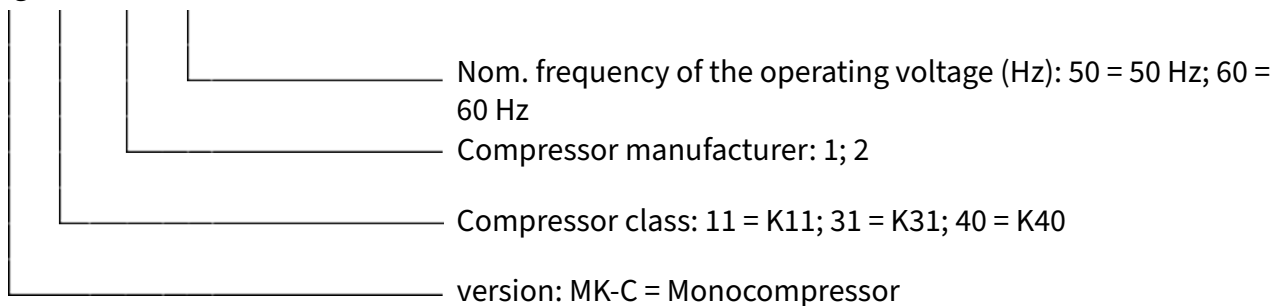 Nom. frequency of the operating voltage (Hz): 50 = 50 Hz; 60 =
60 Hz
Compressor manufacturer: 1; 2
Compressor class: 11 = K11; 31 = K31; 40 = K40
version: MK-C = Monocompressor